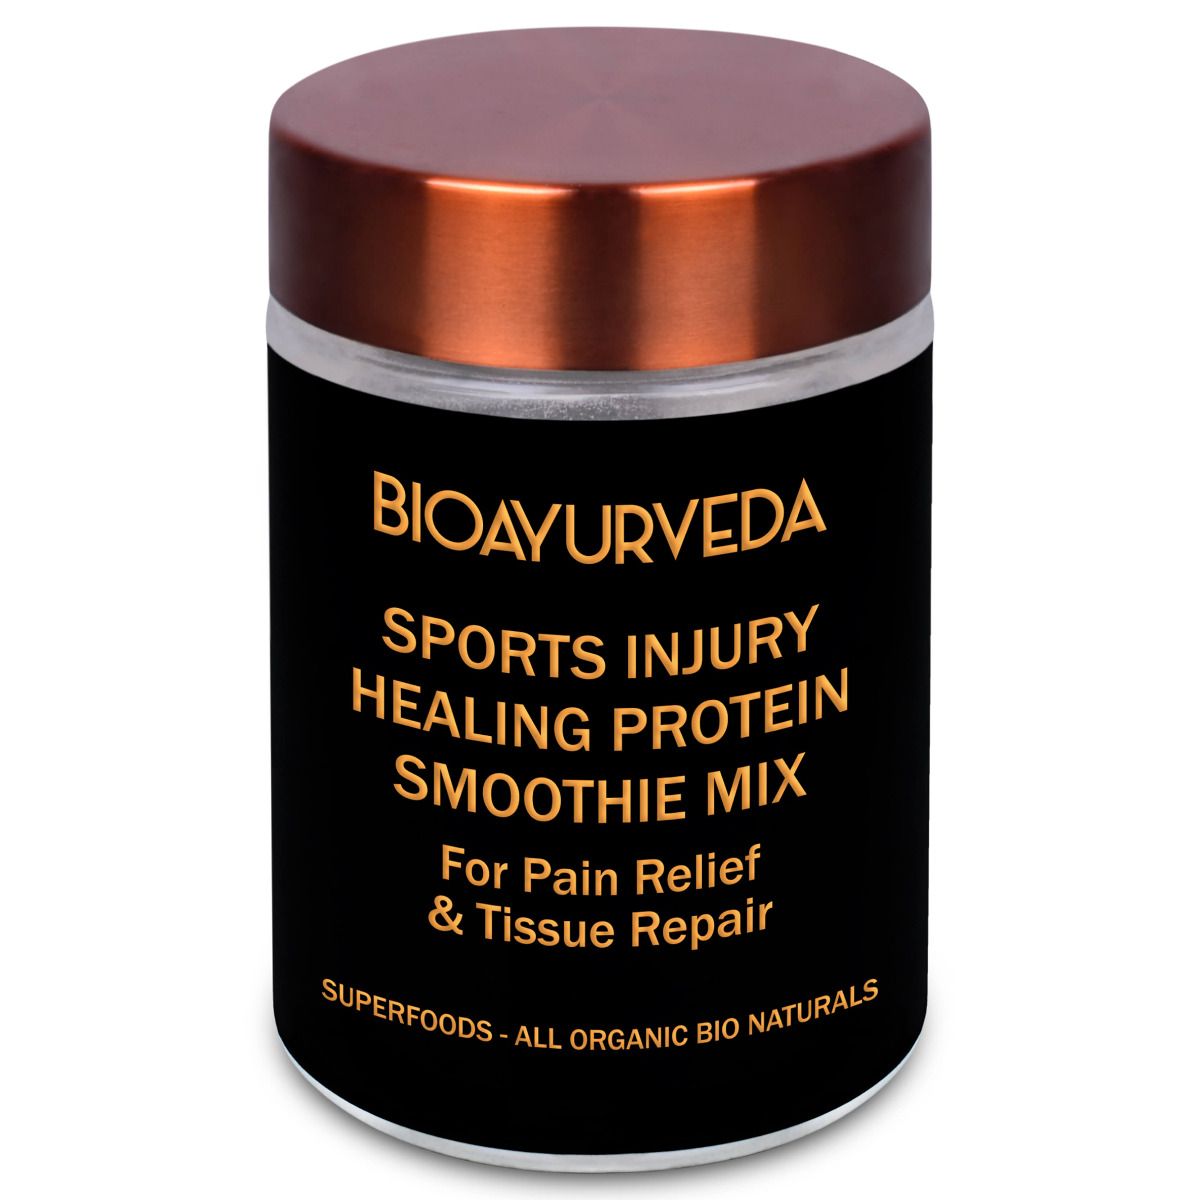 BIOAYURVEDA
SPORTS INJURY
HEALING PROTEIN
SMOOTHIE MIX
For Pain Relief
& Tissue Repair
SUPERFOODS - ALL ORGANIC BIO NATURALS